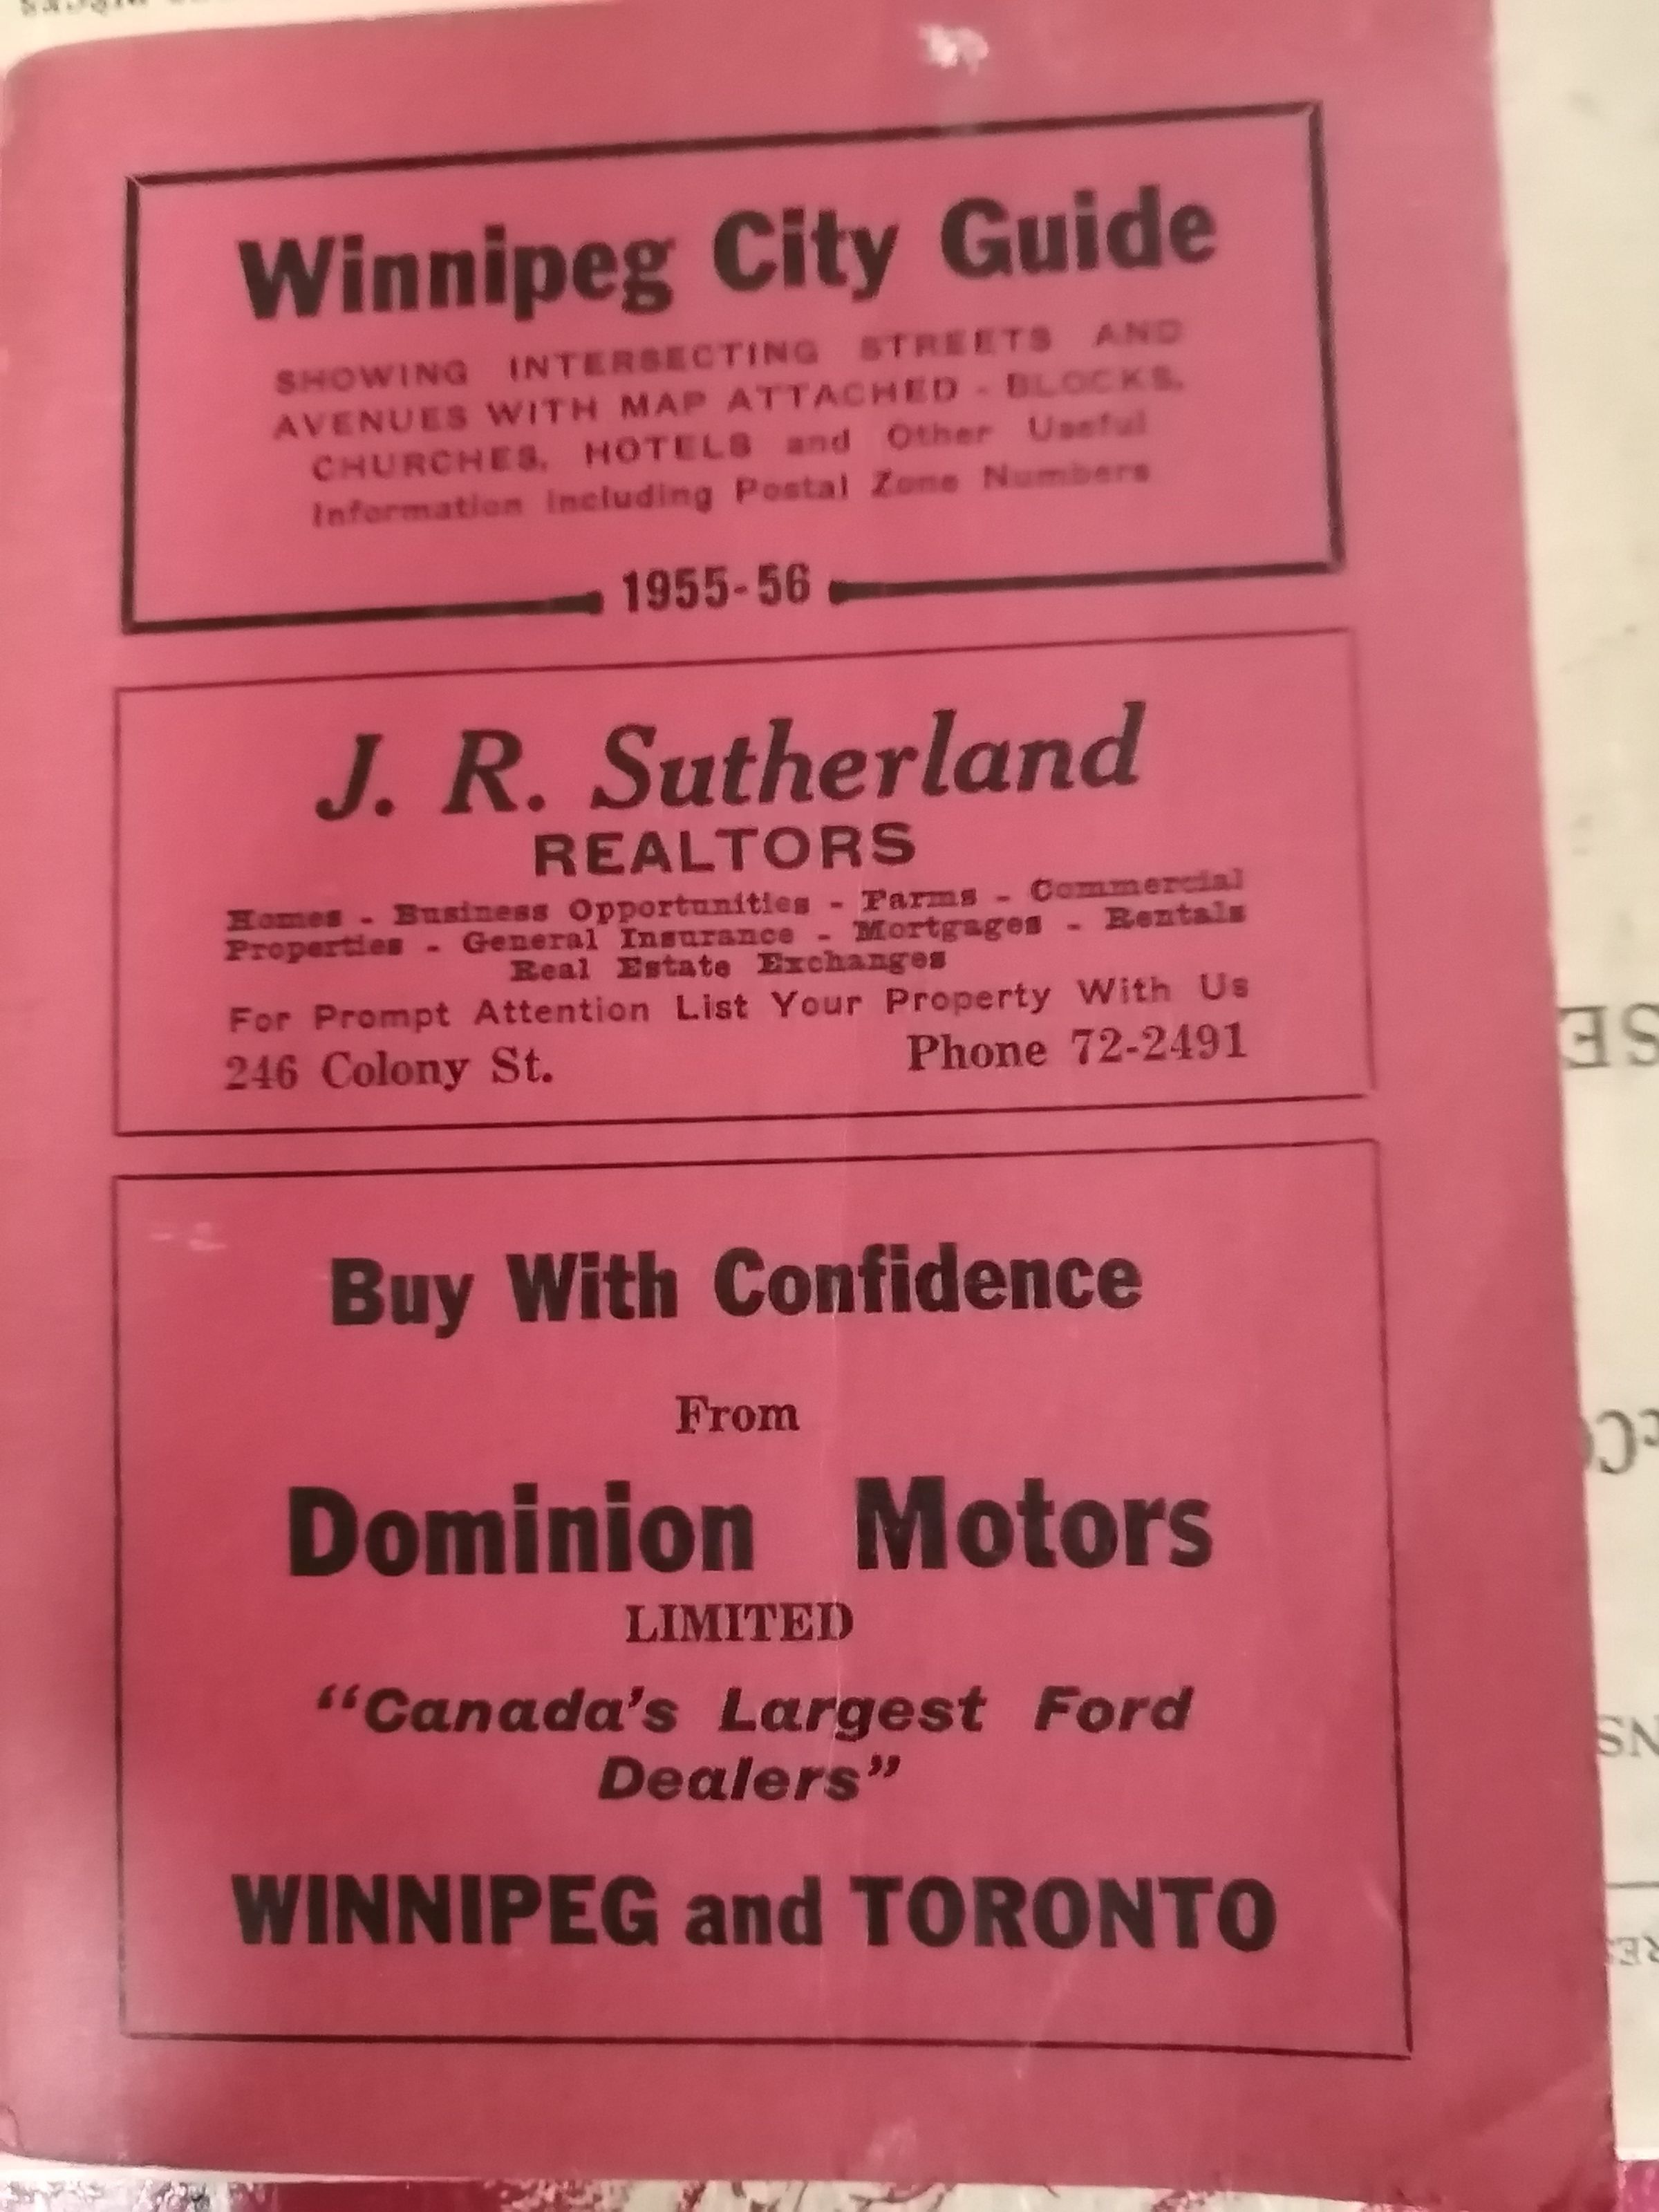 Winnipeg City Guide
SHOWING INTERSECTING STREETS AND
AVENUES WITH MAP ATTACHED - BLOCKS,
CHURCHES, HOTELS and Other Useful
Information Including Postal Zone Numbers
1955-56
J. R. Sutherland
REALTORS
Homes - Business Opportunities - Farms - Commercial
Properties - General Insurance - Mortgages - Rentals
Real Estate Exchanges
For Prompt Attention List Your Property With Us
246 Colony St. Phone 72-2491
Buy With Confidence
From
Dominion Motors
LIMITED
“Canada's Largest Ford
Dealers”
WINNIPEG and TORONTO